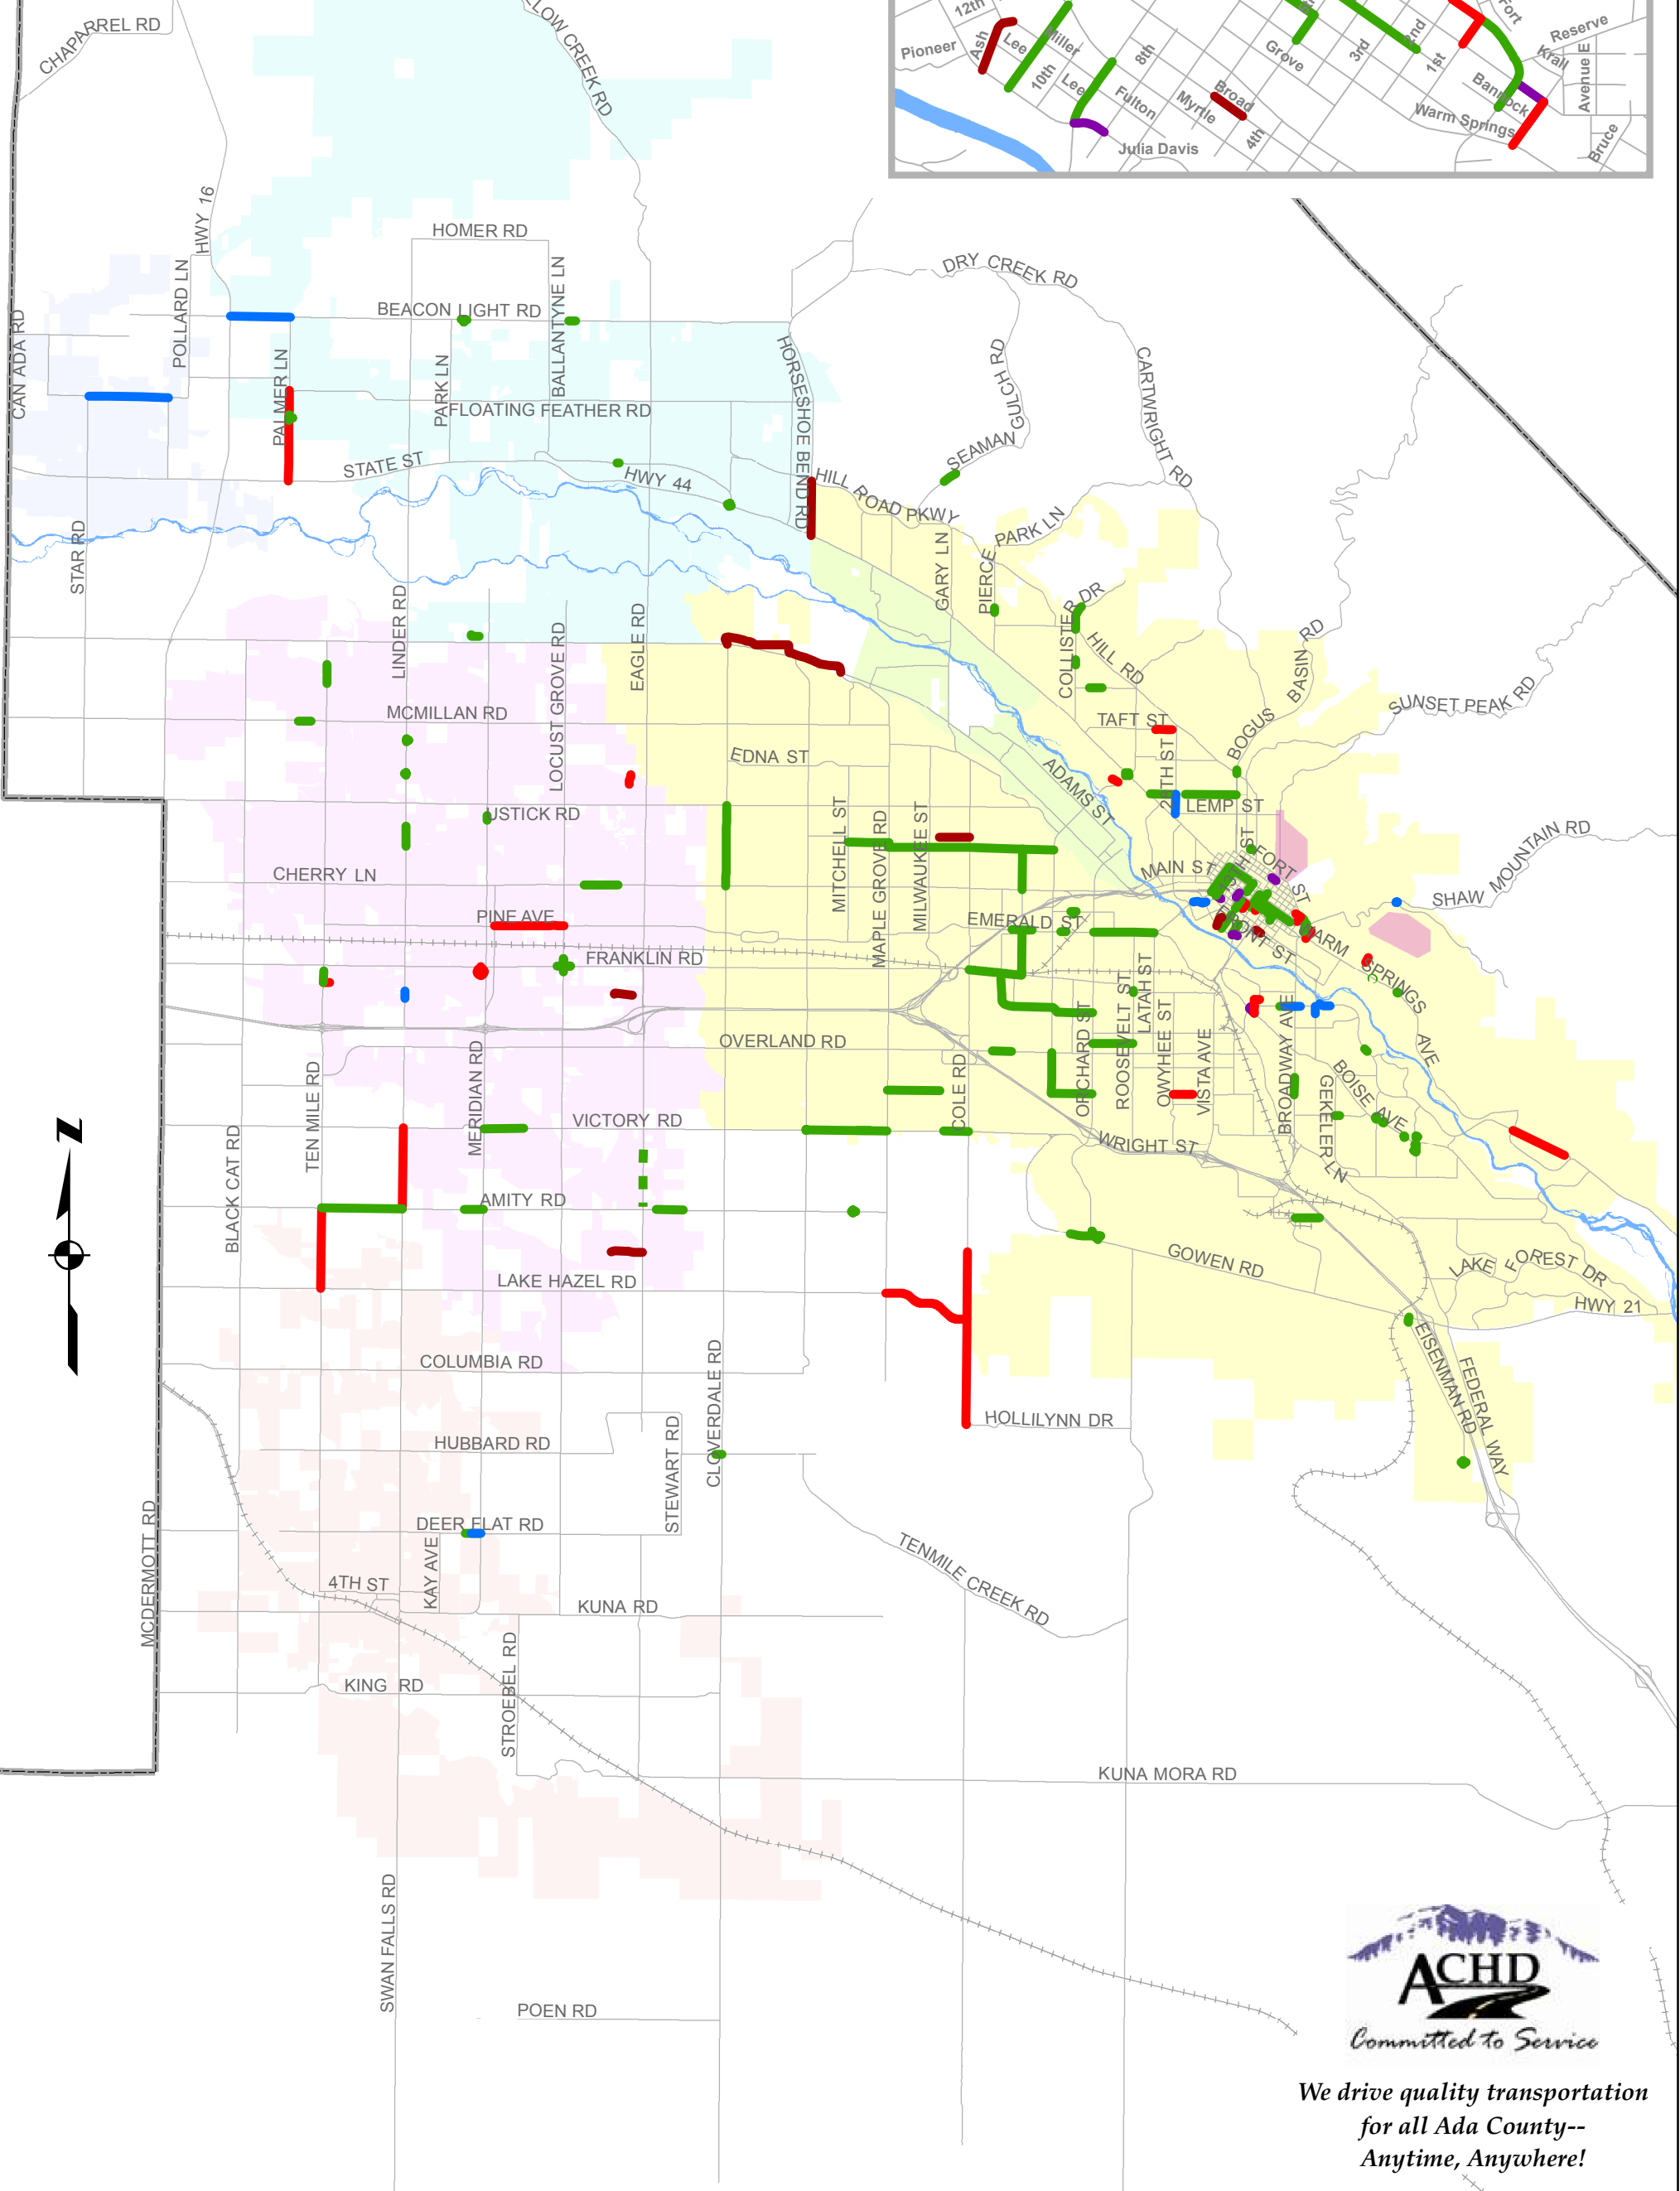 CHAPARREL RD
HWY 16
HOMER RD
POLLARD LN
BALLANTYNE LN
BEACON LIGHT RD
CAN ADA RD
PALMER LN
PARK LN
FLOATING FEATHER RD
HORSESHOE BEND RD
STATE ST
HWY 44
STAR RD
12th
Pioneer
Ash
Lee
Miller
10th
Lee
8th
Fulton
Myrtle
Broad
4th
Julia Davis
Grove
3rd
2nd
1st
Fort
Reserve
Krall
Avenue E
Bannock
Warm Springs
Bruce
DRY CREEK RD
SEAMAN GULCH RD
CARTWRIGHT RD
HILL ROAD PKWY
GARY LN
PIERCE PARK LN
COLLISTER DR
HILL RD
TAFT ST
BOGUS BASIN RD
SUNSET PEAK RD
LINDER RD
LOCUST GROVE RD
EAGLE RD
MCMILLAN RD
EDNA ST
ADAMS ST
LEMP ST
USTICK RD
MITCHELL ST
MAPLE GROVE RD
MILWAUKEE ST
CHERRY LN
MAIN ST
FORT ST
SHAW MOUNTAIN RD
PINE AVE
EMERALD ST
FRONT ST
WARM SPRINGS AVE
FRANKLIN RD
OVERLAND RD
COLE RD
ORCHARD ST
ROOSEVELT ST
LATAH ST
OWYHEE ST
VISTA AVE
BROADWAY AVE
GEKELER LN
BOISE AVE
TEN MILE RD
MERIDIAN RD
BLACK CAT RD
VICTORY RD
WRIGHT ST
AMITY RD
LAKE HAZEL RD
GOWEN RD
LAKE FOREST DR
HWY 21
EISENMAN RD
FEDERAL WAY
N
COLUMBIA RD
CLOVERDALE RD
HOLLILYNN DR
HUBBARD RD
STEWART RD
MCDERMOTT RD
DEER FLAT RD
KAY AVE
TENMILE CREEK RD
4TH ST
KUNA RD
STROEBEL RD
KING RD
KUNA MORA RD
SWAN FALLS RD
POEN RD
ACHD
Committed to Service
We drive quality transportation
for all Ada County--
Anytime, Anywhere!